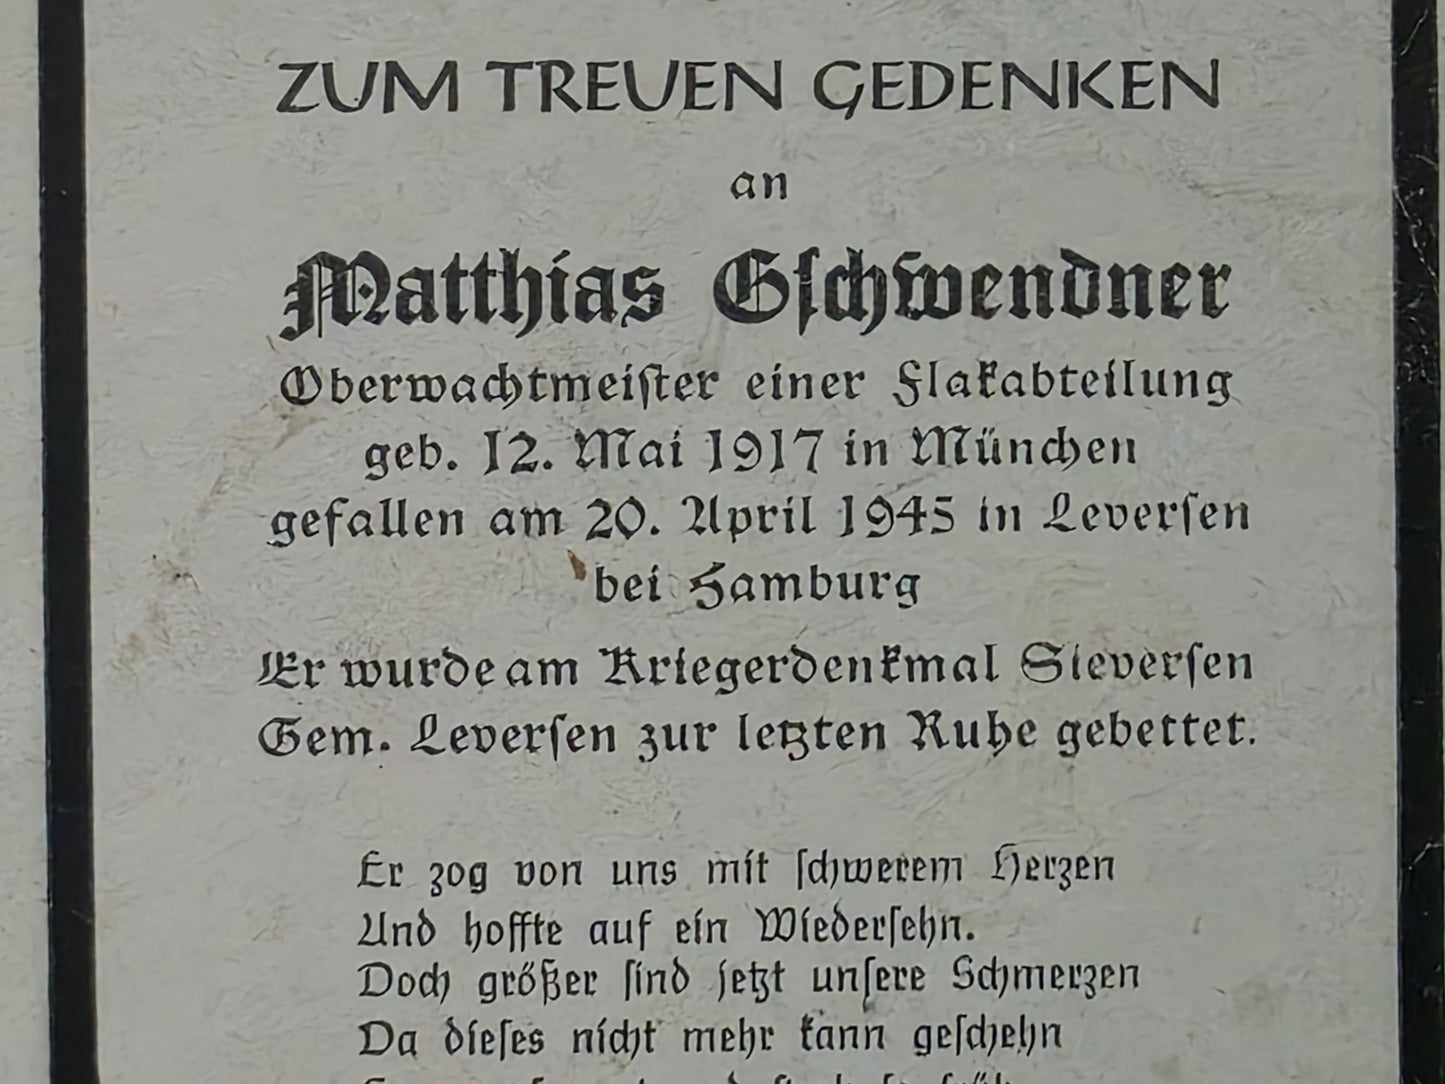 ZUM TREUEN GEDENKEN
an
Matthias Gſchwendner
Oberwachtmeiſter einer Flakabteilung
geb. 12. Mai 1917 in München
gefallen am 20. April 1945 in Leverſen
bei Hamburg
Er wurde am Kriegerdenkmal Sieverſen
Gem. Leverſen zur letzten Ruhe gebettet.
Er zog von uns mit ſchwerem Herzen
Und hoffte auf ein Wiederſehn.
Doch größer ſind jetzt unſere Schmerzen
Da dieſes nicht mehr kann geſchehn